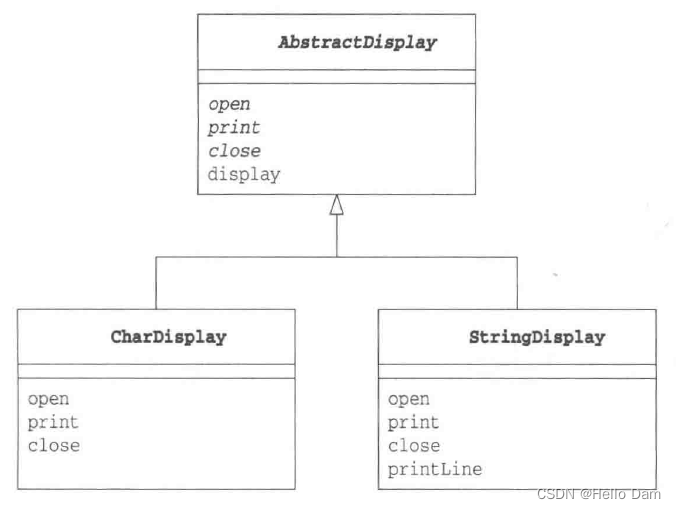 AbstractDisplay
open
print
close
display
CharDisplay
open
print
close
StringDisplay
open
print
close
printLine
CSDN @Hello Dam